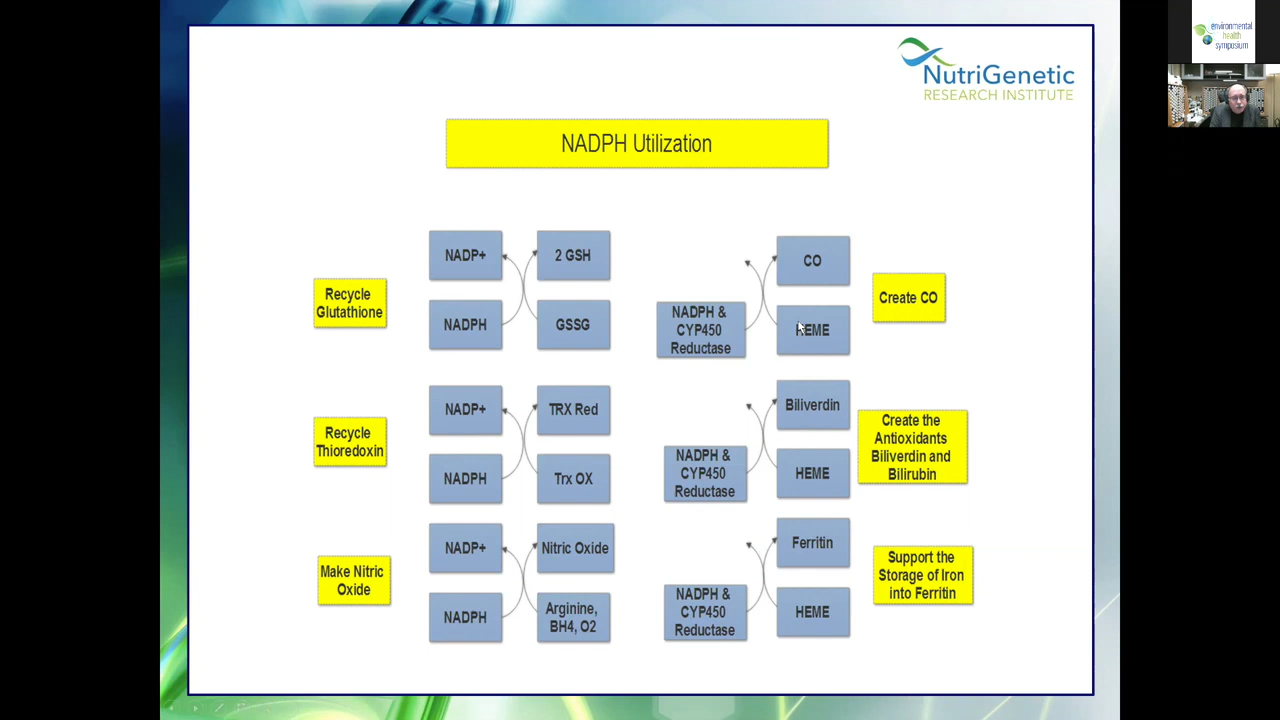 environmental
health
symposium
NutriGenetic
RESEARCH INSTITUTE
NADPH Utilization
Recycle
Glutathione
NADP+
2 GSH
NADPH
GSSG
CO
NADPH &
CYP450
Reductase
HEME
Create CO
Recycle
Thioredoxin
NADP+
TRX Red
NADPH
Trx OX
Biliverdin
NADPH &
CYP450
Reductase
HEME
Create the
Antioxidants
Biliverdin and
Bilirubin
Make Nitric
Oxide
NADP+
Nitric Oxide
NADPH
Arginine,
BH4, O2
Ferritin
NADPH &
CYP450
Reductase
HEME
Support the
Storage of Iron
into Ferritin